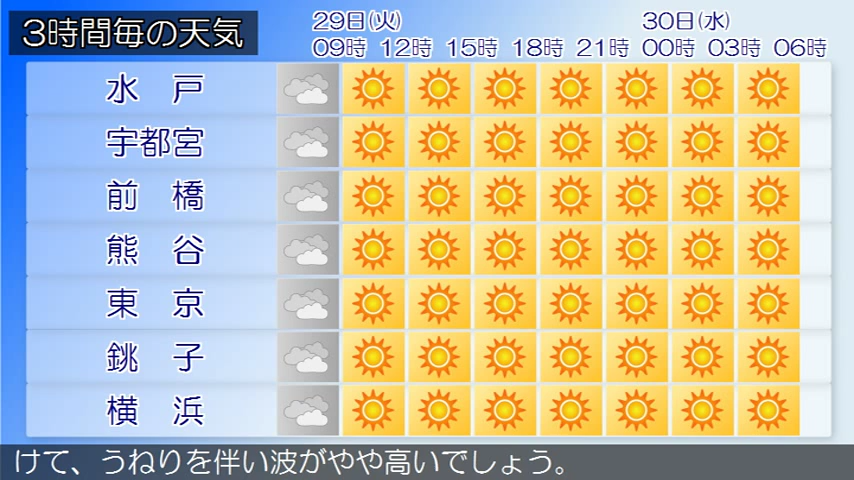 3時間毎の天気
29日(火) 30日(水)
09時 12時 15時 18時 21時 00時 03時 06時
水戸
宇都宮
前橋
熊谷
東京
銚子
横浜
けて、うねりを伴い波がやや高いでしょう。